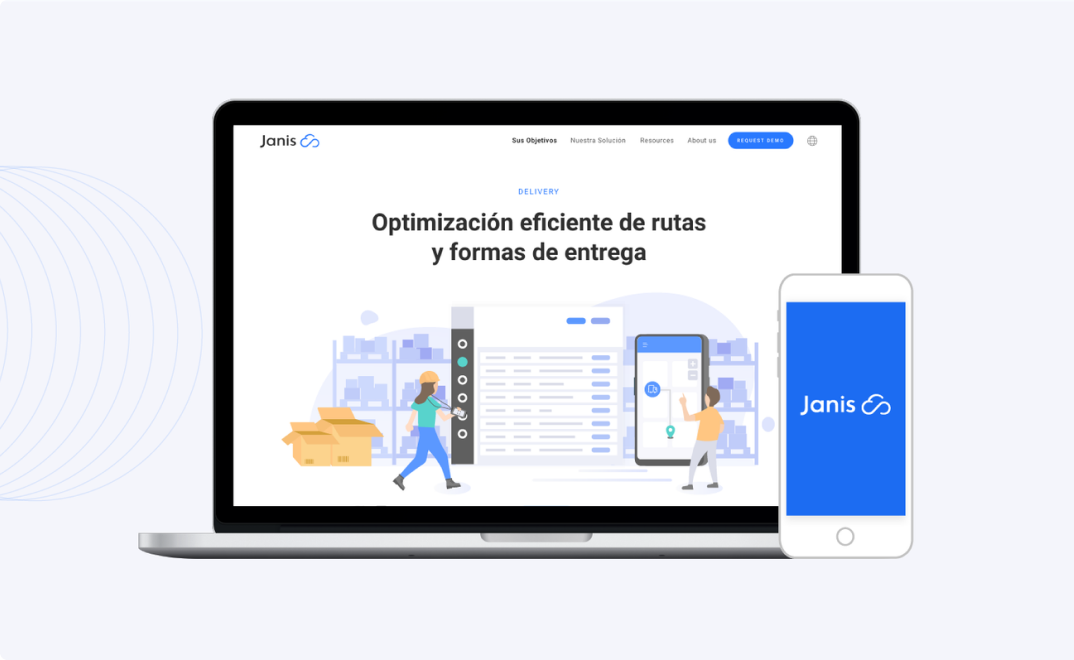 Janis
Sus Objetivos Nuestra Solución Resources About us REQUEST DEMO
DELIVERY
Optimización eficiente de rutas
y formas de entrega
Janis